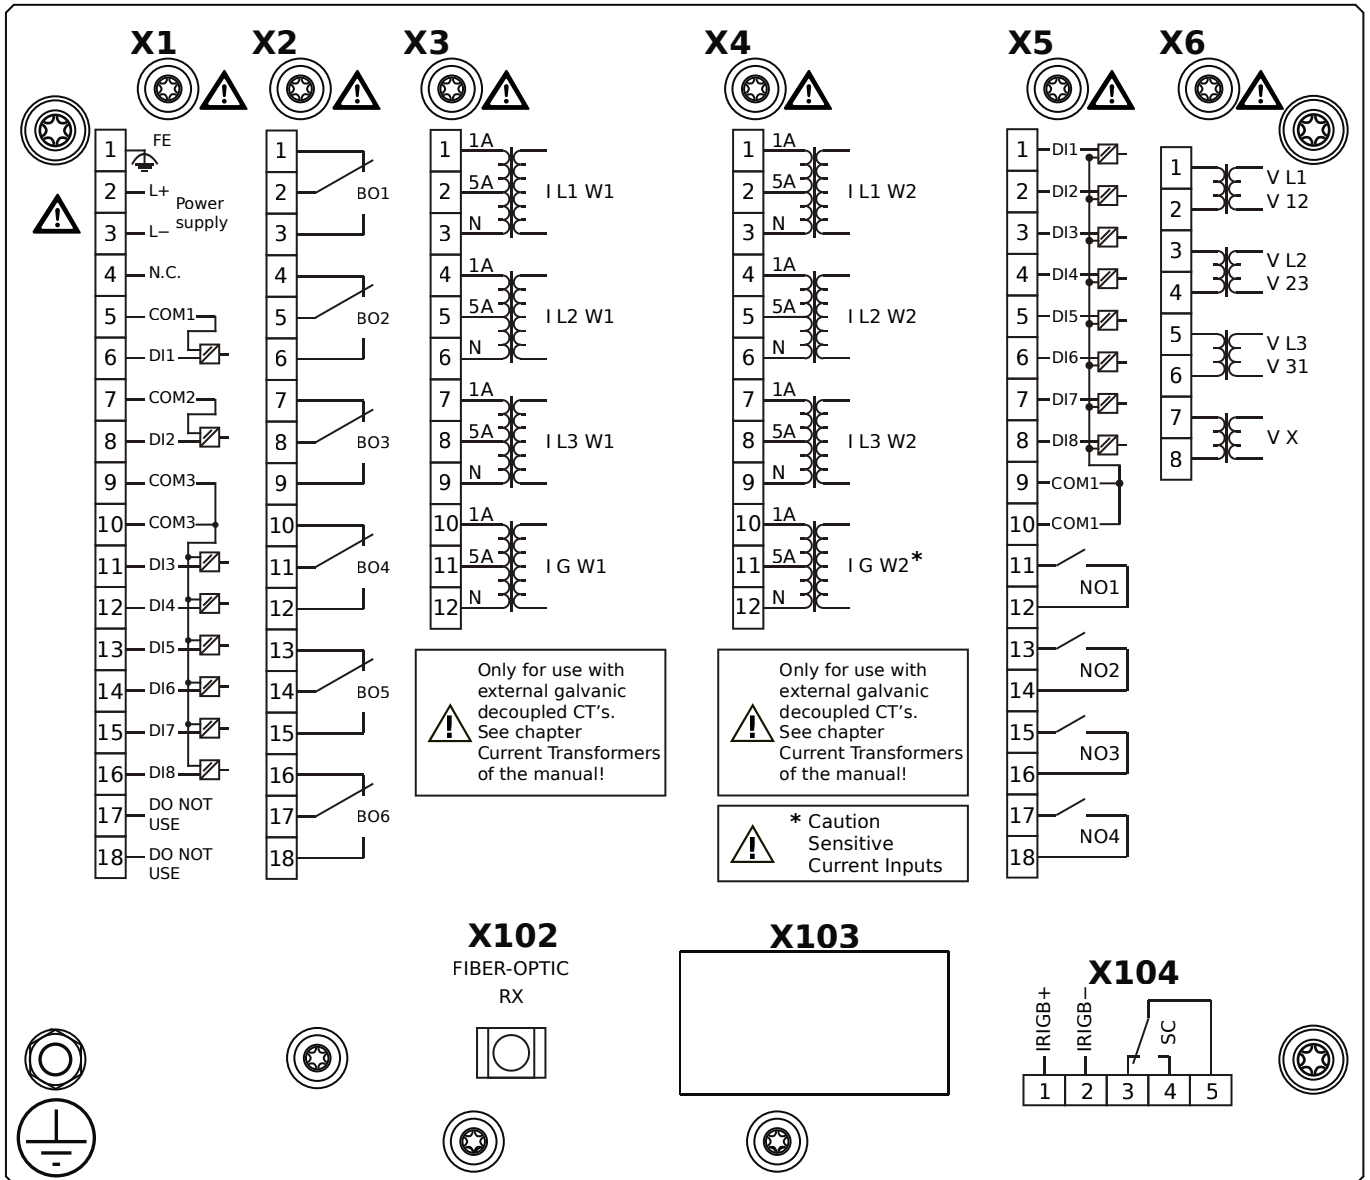 X1
X2
X3
X4
X5
X6
1
FE
2
L+
Power
supply
3
L−
4
N.C.
5
COM1
6
DI1
7
COM2
8
DI2
9
COM3
10
COM3
11
DI3
12
DI4
13
DI5
14
DI6
15
DI7
16
DI8
17
DO NOT
USE
18
DO NOT
USE
1
2
BO1
3
4
5
BO2
6
7
8
BO3
9
10
11
BO4
12
13
14
BO5
15
16
17
BO6
18
1
1A
2
5A
I L1 W1
3
N
4
1A
5
5A
I L2 W1
6
N
7
1A
8
5A
I L3 W1
9
N
10
1A
11
5A
I G W1
12
N
Only for use with
external galvanic
decoupled CT's.
See chapter
Current Transformers
of the manual!
1
1A
2
5A
I L1 W2
3
N
4
1A
5
5A
I L2 W2
6
N
7
1A
8
5A
I L3 W2
9
N
10
1A
11
5A
I G W2*
12
N
Only for use with
external galvanic
decoupled CT's.
See chapter
Current Transformers
of the manual!
* Caution
Sensitive
Current Inputs
1
DI1
2
DI2
3
DI3
4
DI4
5
DI5
6
DI6
7
DI7
8
DI8
9
COM1
10
COM1
11
NO1
12
13
NO2
14
15
NO3
16
17
NO4
18
1
V L1
V 12
2
3
V L2
V 23
4
5
V L3
V 31
6
7
V X
8
X102
FIBER-OPTIC
RX
X103
X104
IRIGB+
IRIGB−
SC
1 2 3 4 5